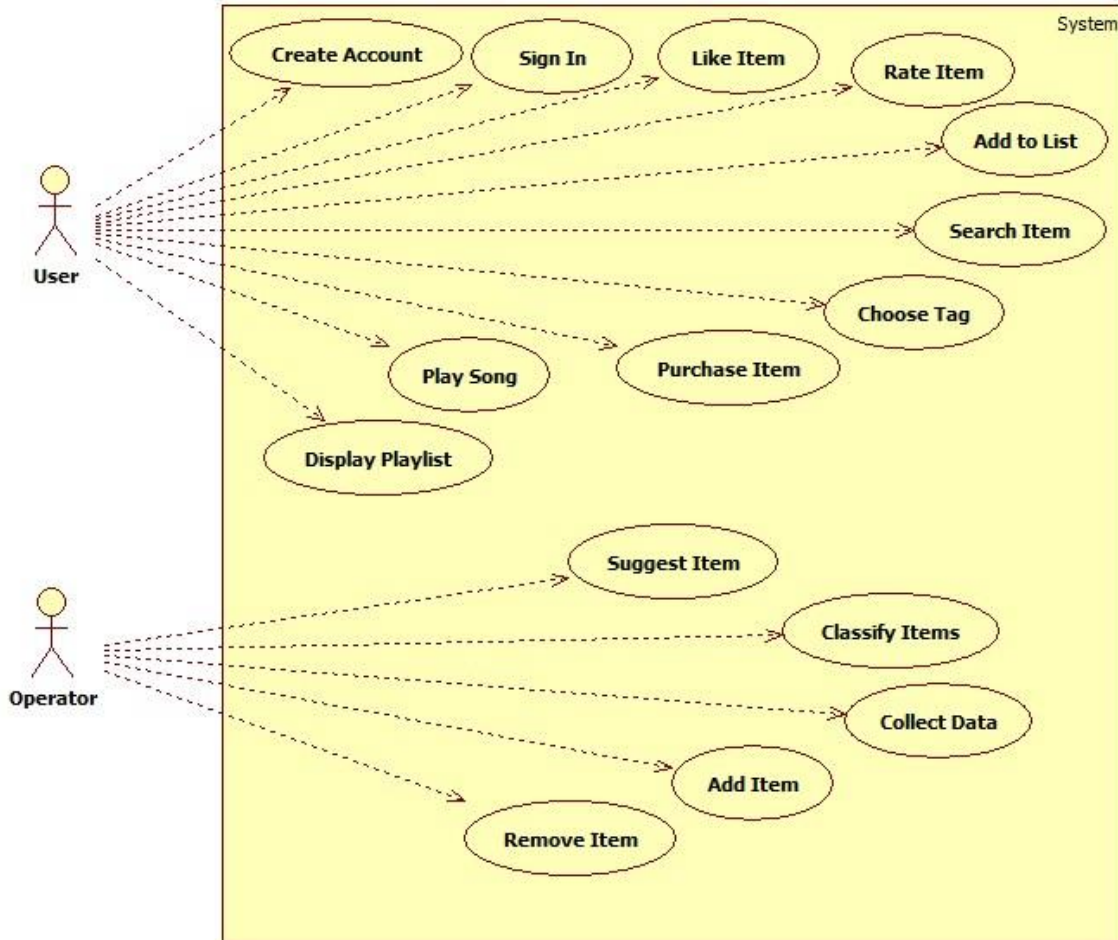 System
Create Account
Sign In
Like Item
Rate Item
Add to List
Search Item
User
Choose Tag
Purchase Item
Play Song
Display Playlist
Suggest Item
Classify Items
Operator
Collect Data
Add Item
Remove Item